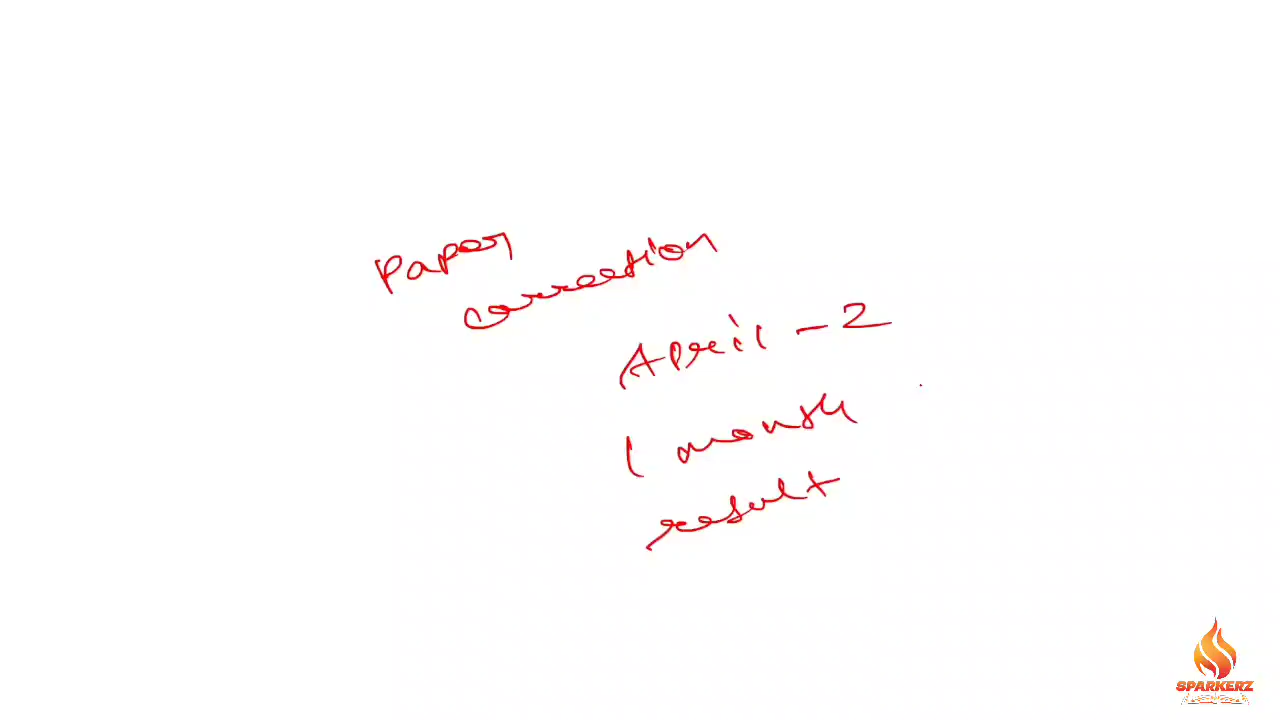 Paper
correction
April - 2
1 month
result
SPARKERZ